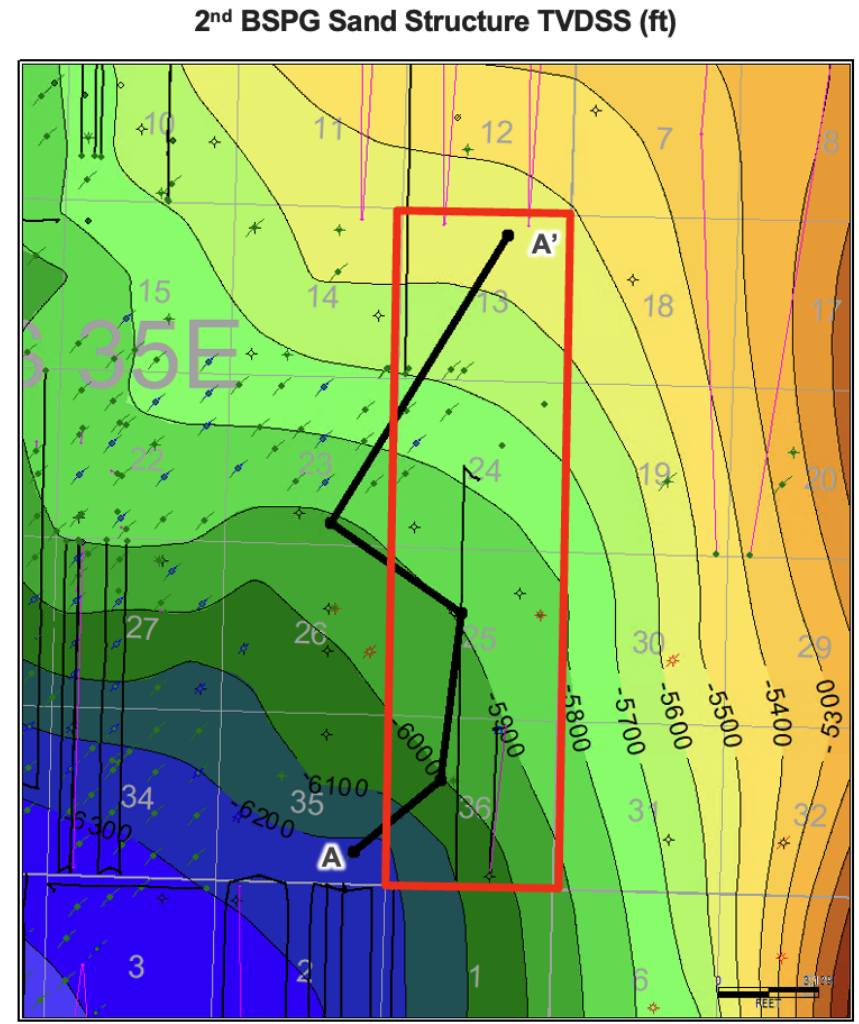 2nd BSPG Sand Structure TVDSS (ft)
10 11 12 7 8
A'
15 14 13 18 17
35E
22 23 24 19 20
27 26 25 30 29
-6000 -5900 -5800 -5700 -5600 -5500 -5400 -5300
-6100
34 35 36 31 32
-6300 -6200
A
3 2 1 6
0
FEET